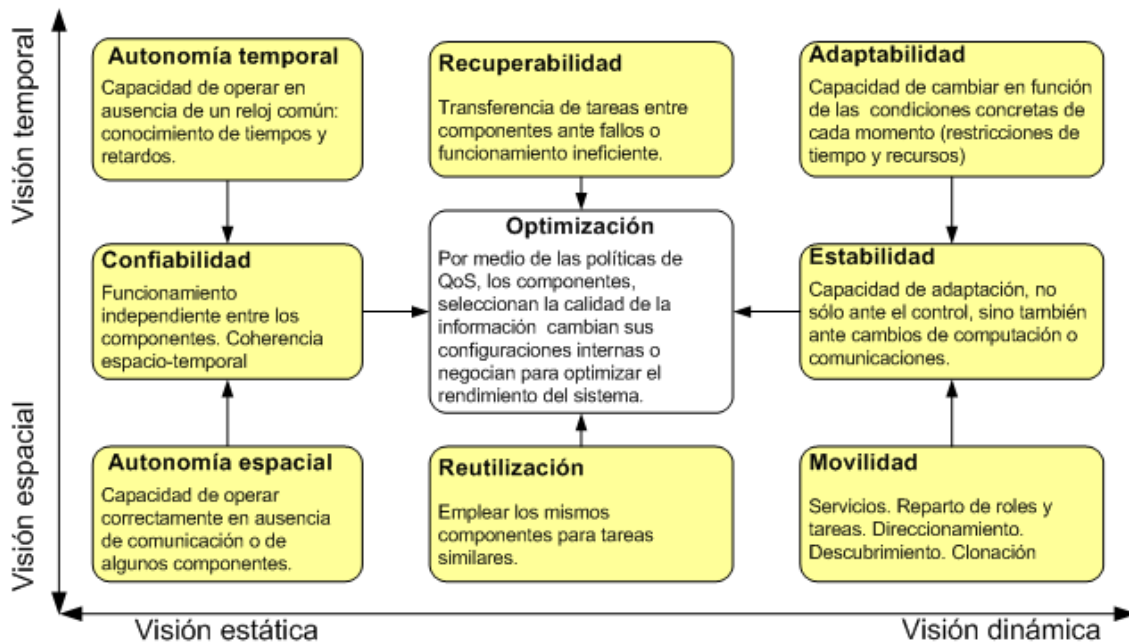 Visión temporal
Autonomía temporal
Capacidad de operar en
ausencia de un reloj común:
conocimiento de tiempos y
retardos.
Recuperabilidad
Transferencia de tareas entre
componentes ante fallos o
funcionamiento ineficiente.
Adaptabilidad
Capacidad de cambiar en función
de las condiciones concretas de
cada momento (restricciones de
tiempo y recursos)
Confiabilidad
Funcionamiento
independiente entre los
componentes. Coherencia
espacio-temporal
Optimización
Por medio de las políticas de
QoS, los componentes,
seleccionan la calidad de la
información cambian sus
configuraciones internas o
negocian para optimizar el
rendimiento del sistema.
Estabilidad
Capacidad de adaptación, no
sólo ante el control, sino también
ante cambios de computación o
comunicaciones.
Visión espacial
Autonomía espacial
Capacidad de operar
correctamente en ausencia
de comunicación o de
algunos componentes.
Reutilización
Emplear los mismos
componentes para tareas
similares.
Movilidad
Servicios. Reparto de roles y
tareas. Direccionamiento.
Descubrimiento. Clonación
Visión estática
Visión dinámica